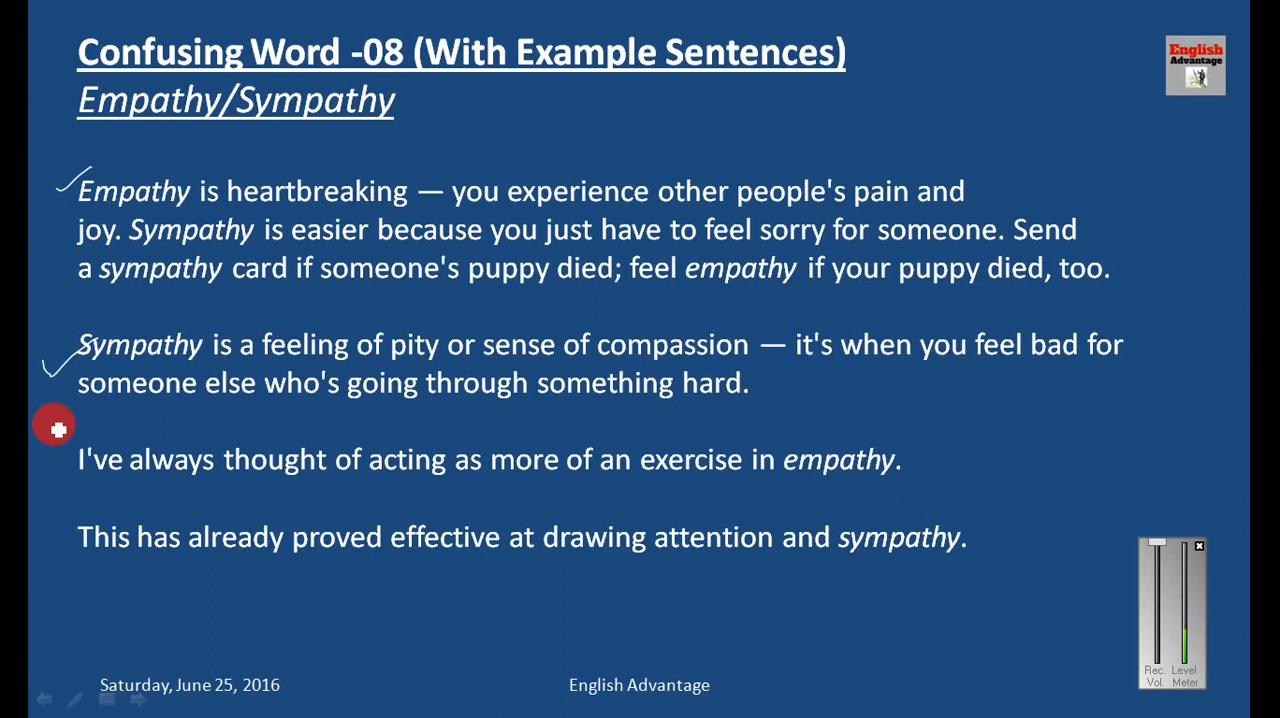 Confusing Word -08 (With Example Sentences)
Empathy/Sympathy
English
Advantage
Empathy is heartbreaking — you experience other people's pain and
joy. Sympathy is easier because you just have to feel sorry for someone. Send
a sympathy card if someone's puppy died; feel empathy if your puppy died, too.
Sympathy is a feeling of pity or sense of compassion — it's when you feel bad for
someone else who's going through something hard.
I've always thought of acting as more of an exercise in empathy.
This has already proved effective at drawing attention and sympathy.
Rec. Level
Vol. Meter
Saturday, June 25, 2016
English Advantage